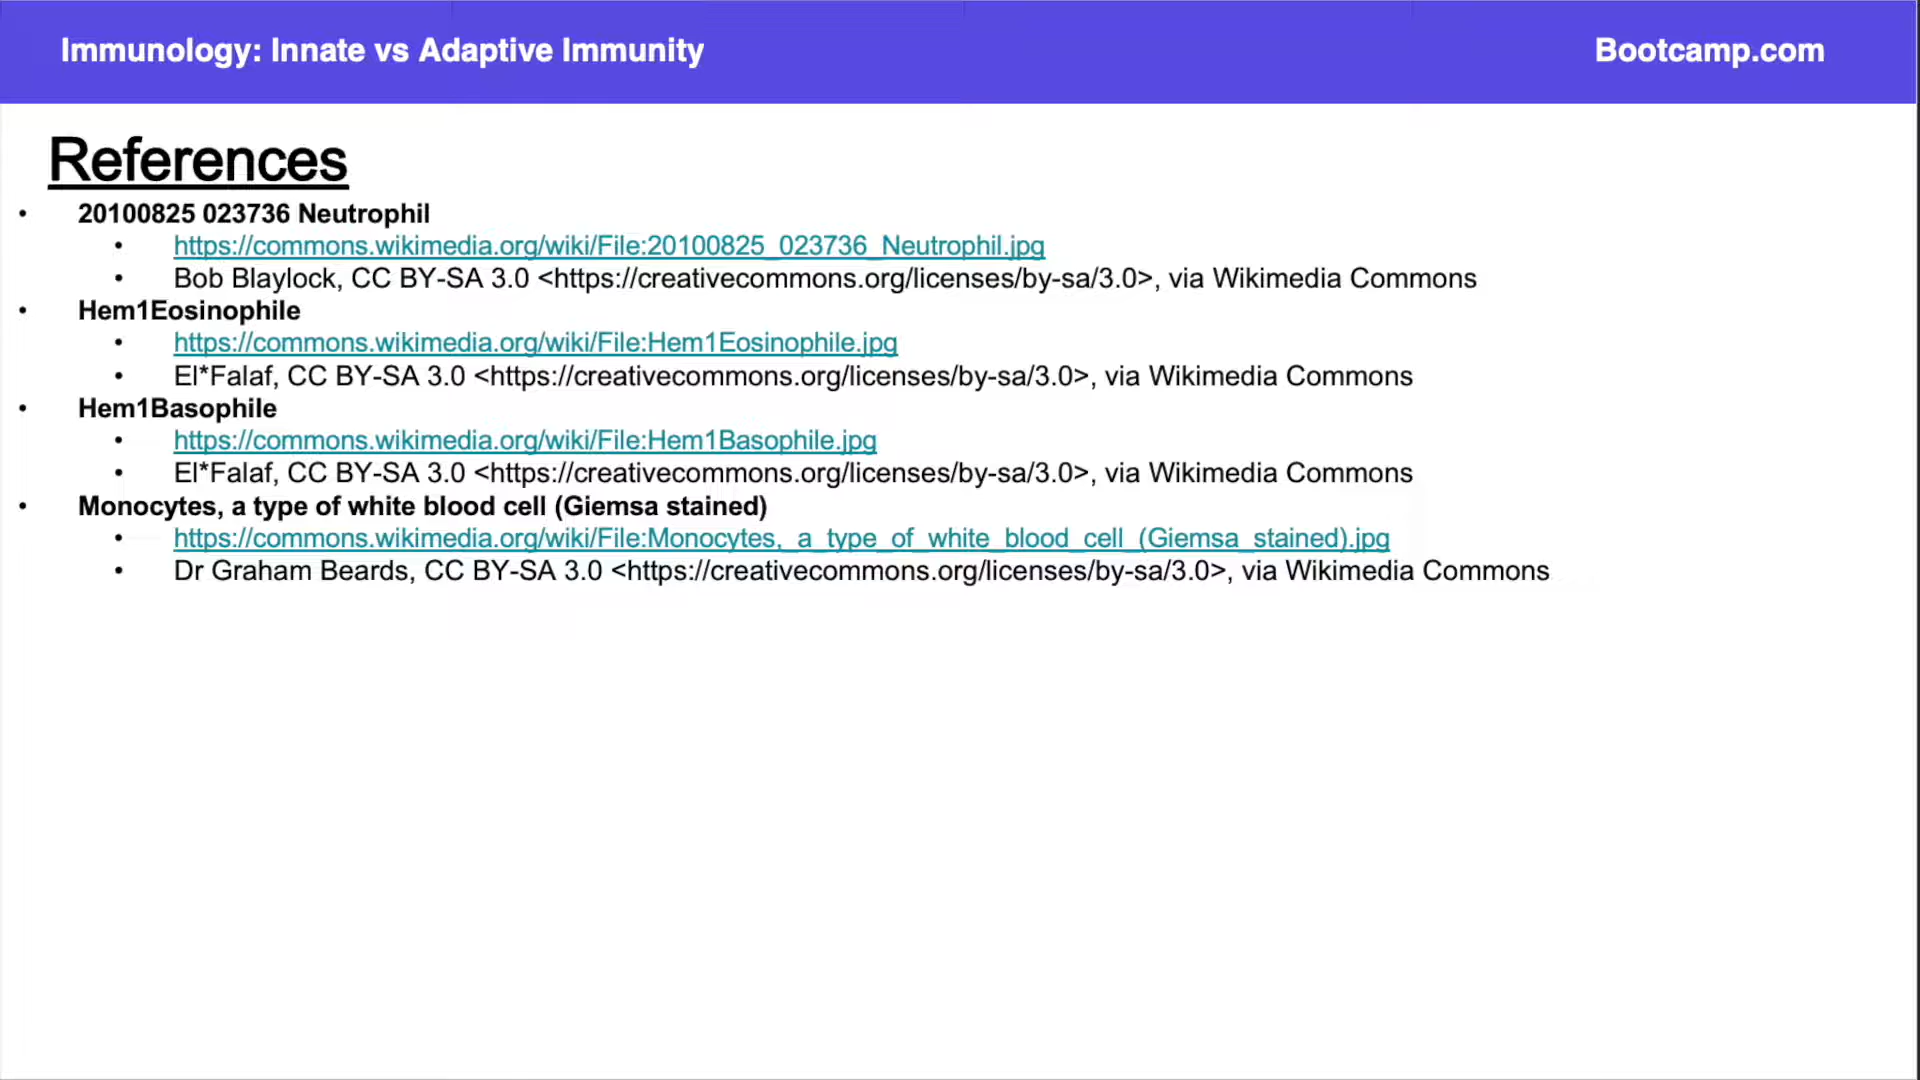 Immunology: Innate vs Adaptive Immunity
Bootcamp.com
References
• 20100825 023736 Neutrophil
• https://commons.wikimedia.org/wiki/File:20100825_023736_Neutrophil.jpg
• Bob Blaylock, CC BY-SA 3.0 <https://creativecommons.org/licenses/by-sa/3.0>, via Wikimedia Commons
• Hem1Eosinophile
• https://commons.wikimedia.org/wiki/File:Hem1Eosinophile.jpg
• El*Falaf, CC BY-SA 3.0 <https://creativecommons.org/licenses/by-sa/3.0>, via Wikimedia Commons
• Hem1Basophile
• https://commons.wikimedia.org/wiki/File:Hem1Basophile.jpg
• El*Falaf, CC BY-SA 3.0 <https://creativecommons.org/licenses/by-sa/3.0>, via Wikimedia Commons
• Monocytes, a type of white blood cell (Giemsa stained)
• https://commons.wikimedia.org/wiki/File:Monocytes,_a_type_of_white_blood_cell_(Giemsa_stained).jpg
• Dr Graham Beards, CC BY-SA 3.0 <https://creativecommons.org/licenses/by-sa/3.0>, via Wikimedia Commons